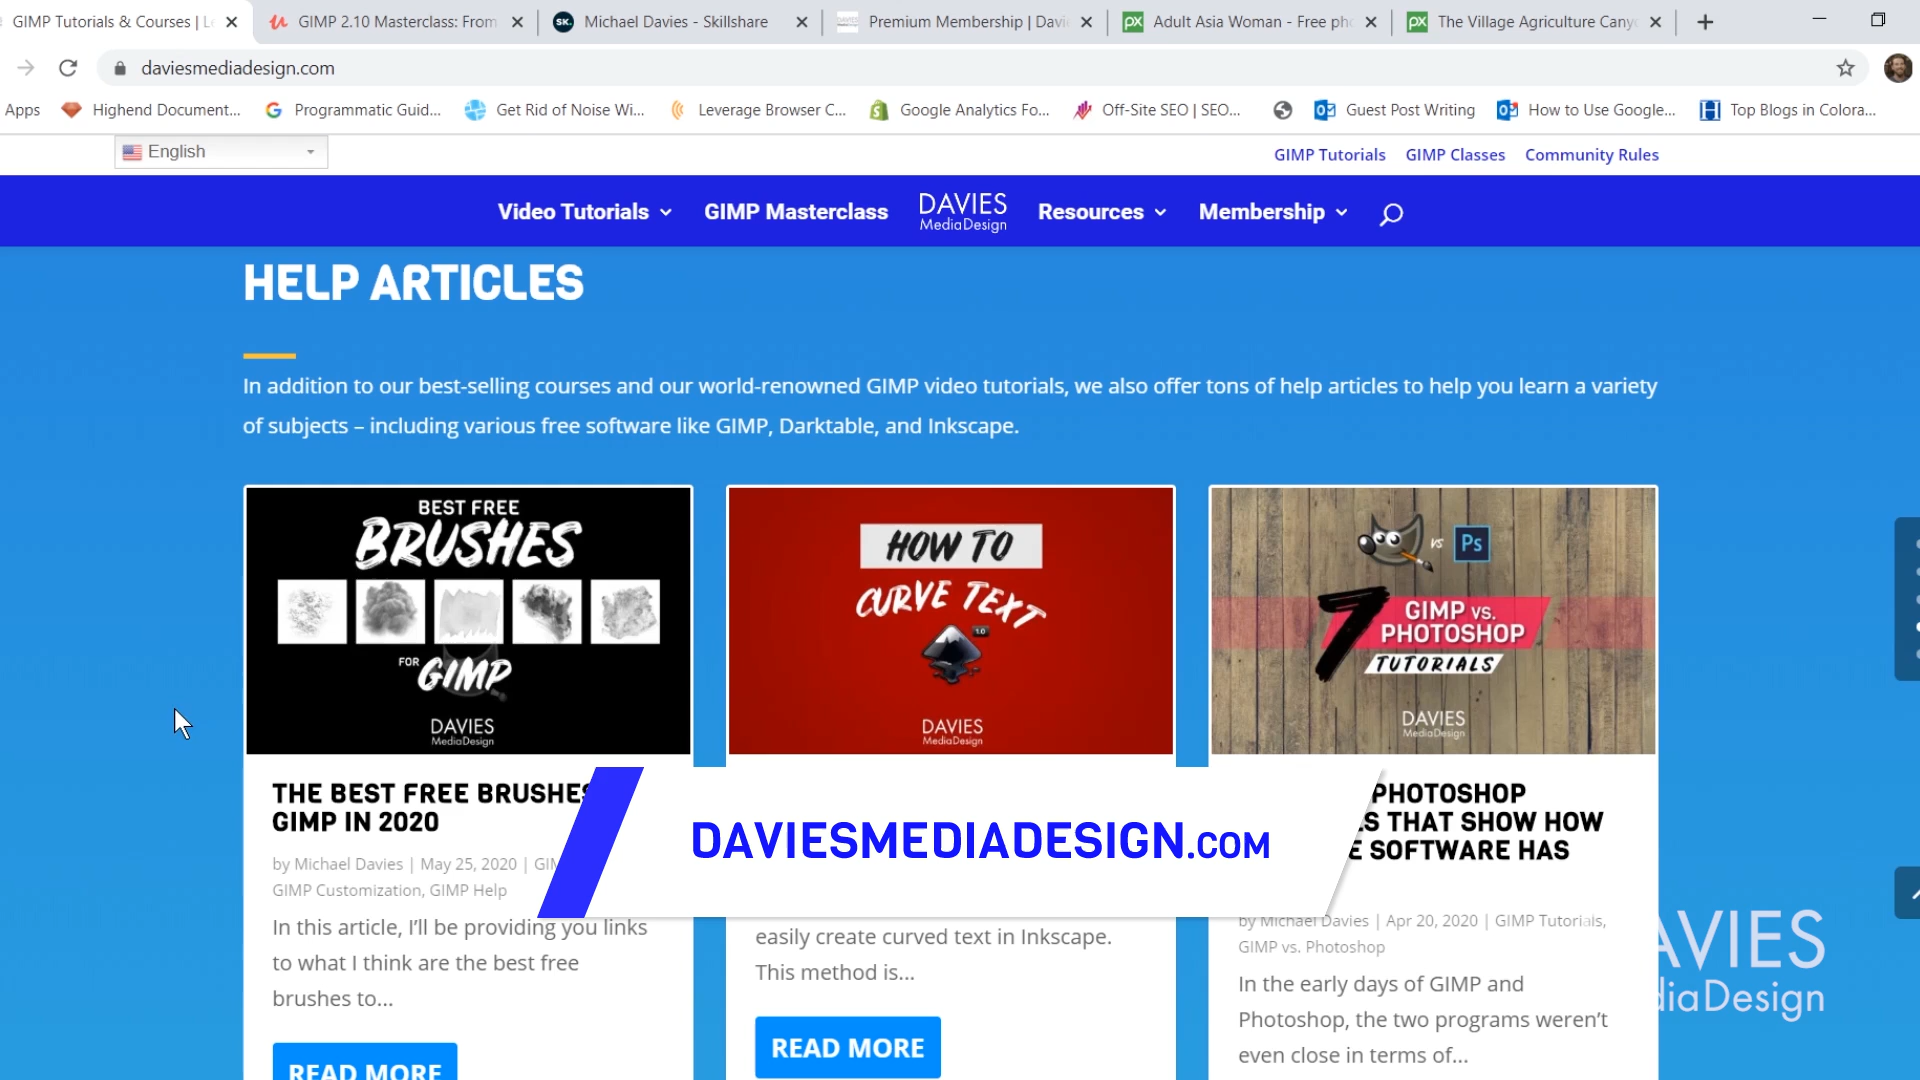 GIMP Tutorials & Courses | Le
GIMP 2.10 Masterclass: From
SK.
Michael Davies - Skillshare
Premium Membership | Davi
PX
Adult Asia Woman - Free pho
PX
The Village Agriculture Cany
daviesmediadesign.com
Apps
Highend Document...
Programmatic Guid...
Get Rid of Noise Wi...
Leverage Browser C...
Google Analytics Fo...
Off-Site SEO | SEO...
Guest Post Writing
How to Use Google...
Top Blogs in Colora...
English
GIMP Tutorials
GIMP Classes
Community Rules
Video Tutorials
GIMP Masterclass
DAVIES
MediaDesign
Resources
Membership
HELP ARTICLES
In addition to our best-selling courses and our world-renowned GIMP video tutorials, we also offer tons of help articles to help you learn a variety
of subjects – including various free software like GIMP, Darktable, and Inkscape.
BEST FREE
BRUSHES
FOR GIMP
DAVIES
MediaDesign
THE BEST FREE BRUSHES
GIMP IN 2020
by Michael Davies | May 25, 2020 | GIM
GIMP Customization, GIMP Help
In this article, I'll be providing you links
to what I think are the best free
brushes to...
READ MORE
HOW TO
CURVE TEXT
1.0
DAVIES
MediaDesign
easily create curved text in Inkscape.
This method is...
READ MORE
VS Ps
7 GIMP VS.
PHOTOSHOP
TUTORIALS
DAVIES
MediaDesign
PHOTOSHOP
S THAT SHOW HOW
E SOFTWARE HAS
by Michael Davies | Apr 20, 2020 | GIMP Tutorials,
GIMP vs. Photoshop
In the early days of GIMP and
Photoshop, the two programs weren't
even close in terms of...
DAVIESMEDIADESIGN.COM
AVIES
diaDesign